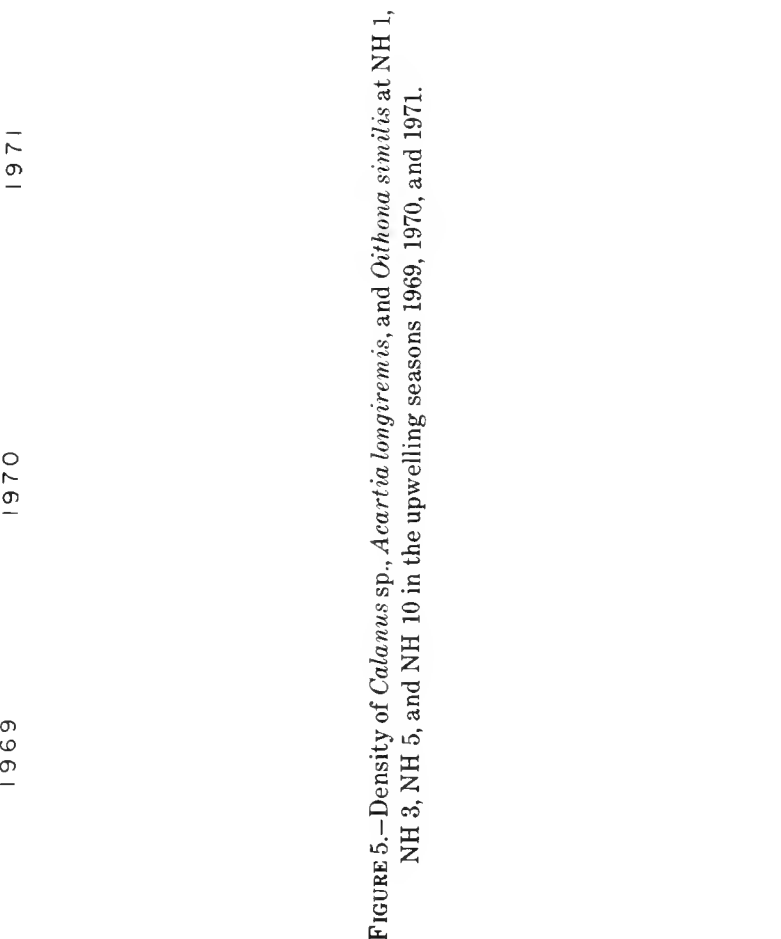 1969
1970
1971
FIGURE 5.—Density of Calanus sp., Acartia longiremis, and Oithona similis at NH 1,
NH 3, NH 5, and NH 10 in the upwelling seasons 1969, 1970, and 1971.